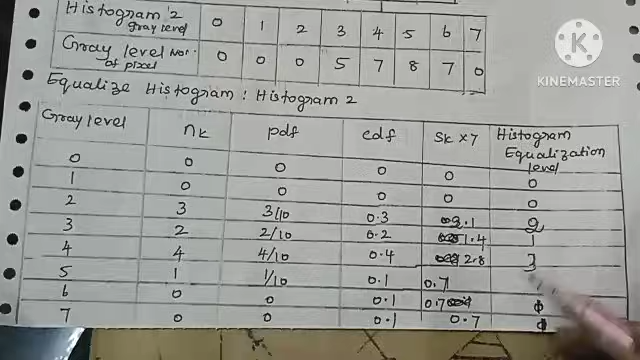 Histogram 2
gray level 0 1 2 3 4 5 6 7
Gray level No:
of pixel 0 0 0 5 7 8 7 0
KINEMASTER
Equalize Histogram : Histogram 2
Gray level nk pdf cdf Sk x7 Histogram
Equalization
level
0 0 0 0 0 0
1 0 0 0 0 0
2 3 3/10 0.3 2.1 2
3 2 2/10 0.2 1.4 1
4 4 4/10 0.4 2.8 3
5 1 1/10 0.1 0.7
6 0 0 0.1 0.7
7 0 0 0.1 0.7